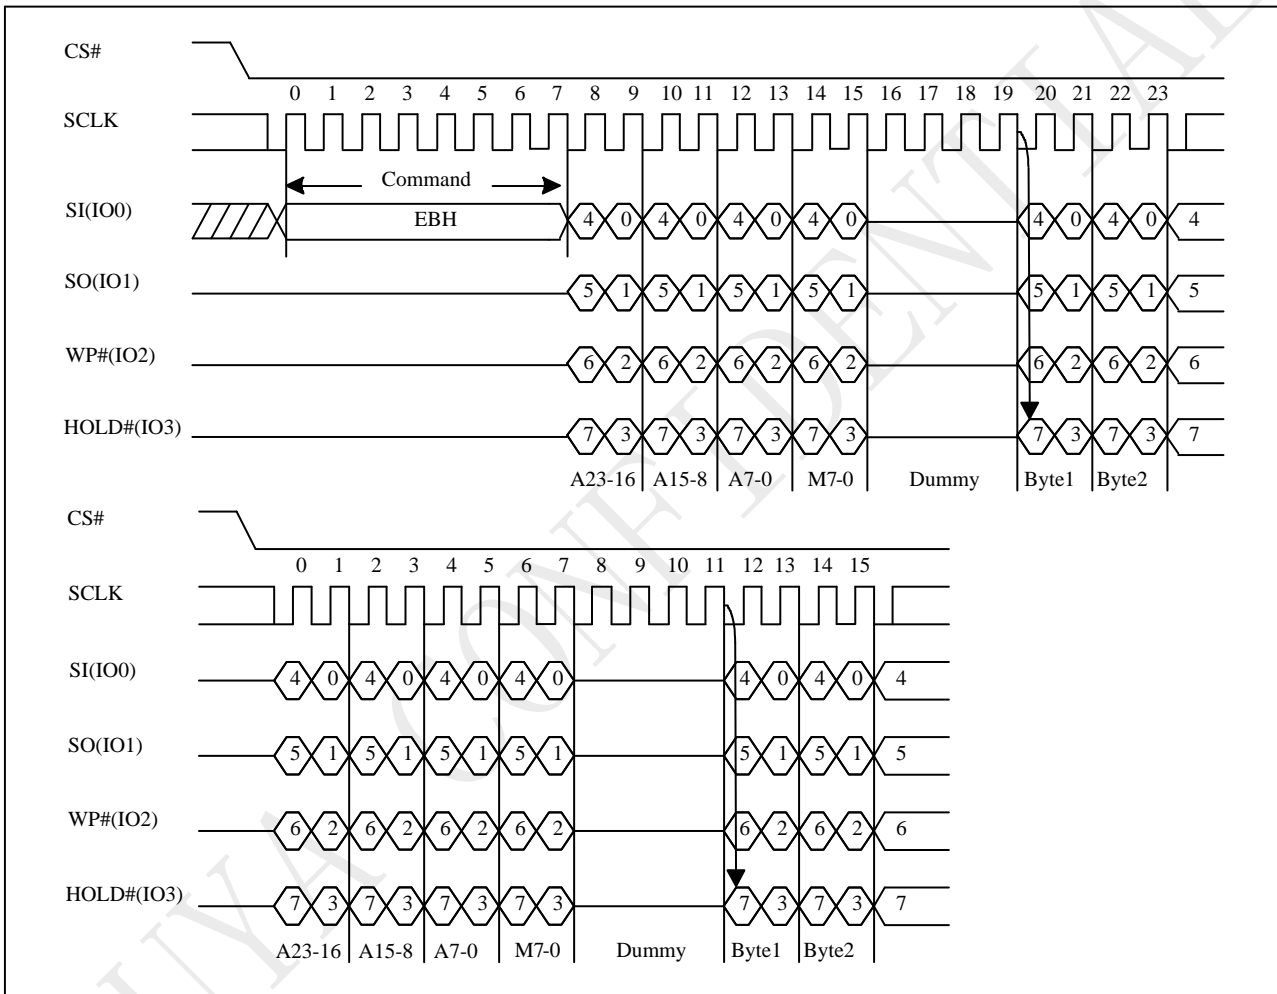 CS#
0 1 2 3 4 5 6 7 8 9 10 11 12 13 14 15 16 17 18 19 20 21 22 23
SCLK
Command
SI(IO0) EBH 4 0 4 0 4 0 4 0 4 0 4 0 4
SO(IO1) 5 1 5 1 5 1 5 1 5 1 5 1 5
WP#(IO2) 6 2 6 2 6 2 6 2 6 2 6 2 6
HOLD#(IO3) 7 3 7 3 7 3 7 3 7 3 7 3 7
A23-16 A15-8 A7-0 M7-0 Dummy Byte1 Byte2
CS#
0 1 2 3 4 5 6 7 8 9 10 11 12 13 14 15
SCLK
SI(IO0) 4 0 4 0 4 0 4 0 4 0 4 0 4
SO(IO1) 5 1 5 1 5 1 5 1 5 1 5 1 5
WP#(IO2) 6 2 6 2 6 2 6 2 6 2 6 2 6
HOLD#(IO3) 7 3 7 3 7 3 7 3 7 3 7 3 7
A23-16 A15-8 A7-0 M7-0 Dummy Byte1 Byte2
UYA CONFIDENTIAL